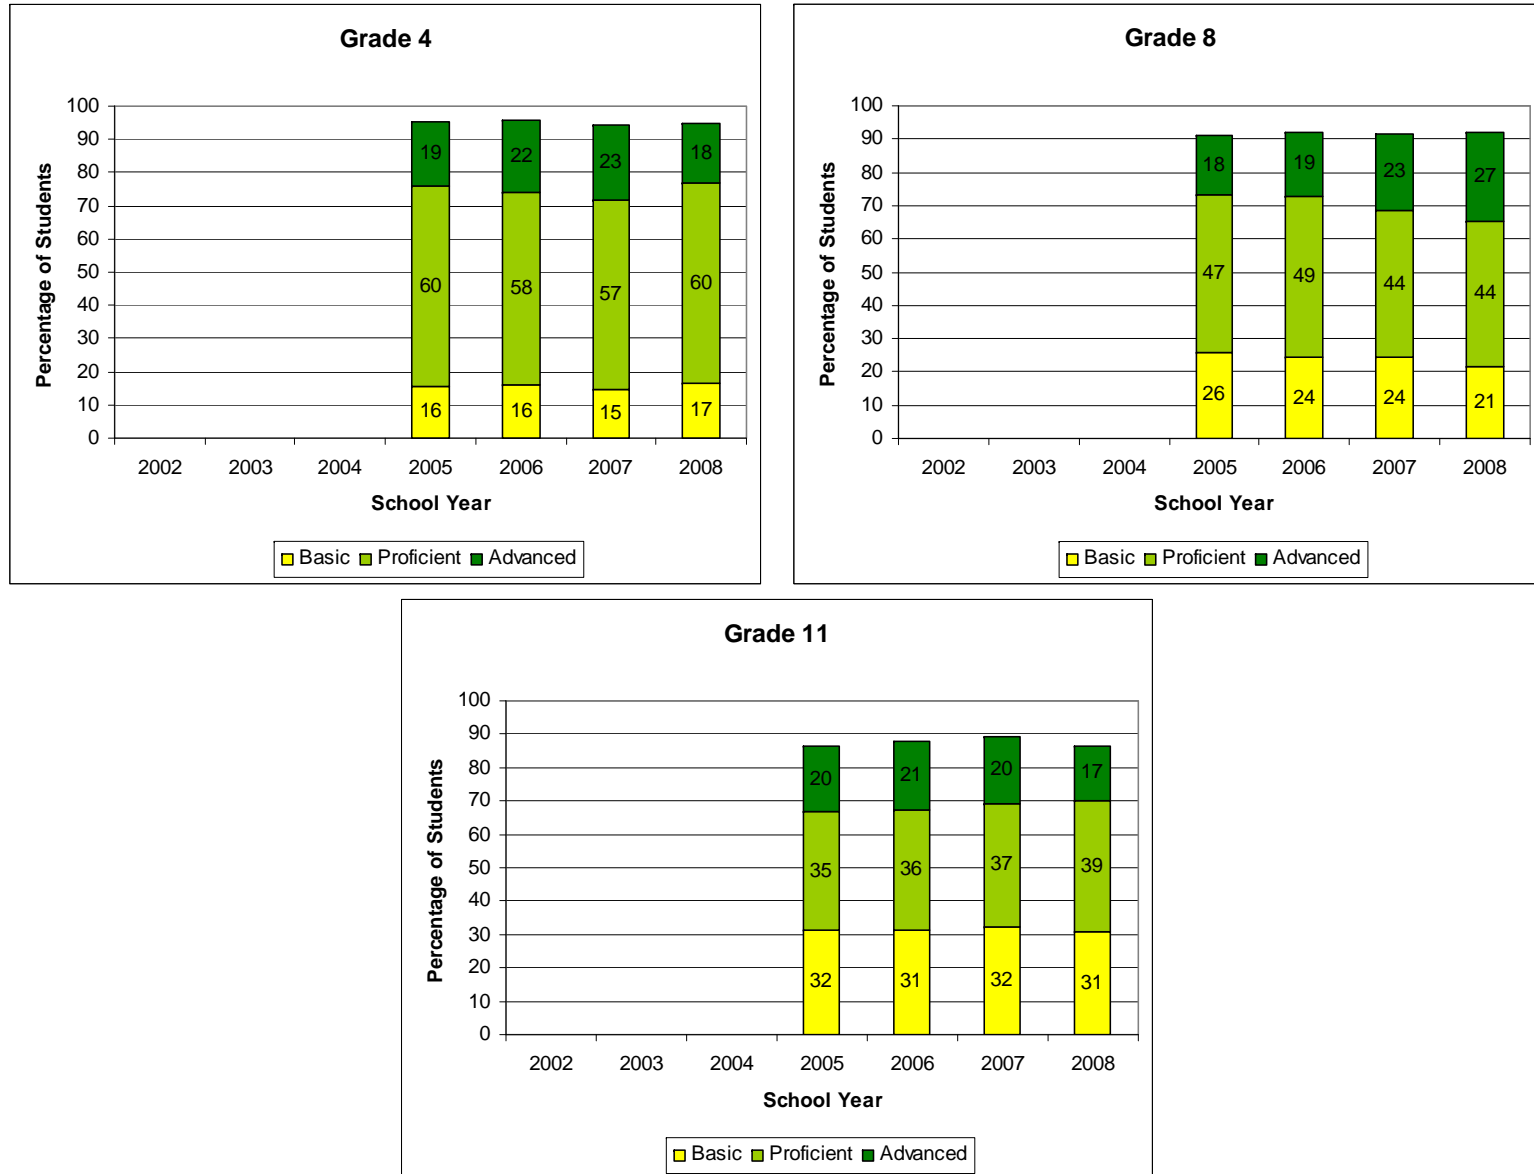 Grade 4
Percentage of Students
100
90
80
70
60
50
40
30
20
10
0
19 22 23 18
60 58 57 60
16 16 15 17
2002 2003 2004 2005 2006 2007 2008
School Year
Basic Proficient Advanced
Grade 8
Percentage of Students
100
90
80
70
60
50
40
30
20
10
0
18 19 23 27
47 49 44 44
26 24 24 21
2002 2003 2004 2005 2006 2007 2008
School Year
Basic Proficient Advanced
Grade 11
Percentage of Students
100
90
80
70
60
50
40
30
20
10
0
20 21 20 17
35 36 37 39
32 31 32 31
2002 2003 2004 2005 2006 2007 2008
School Year
Basic Proficient Advanced